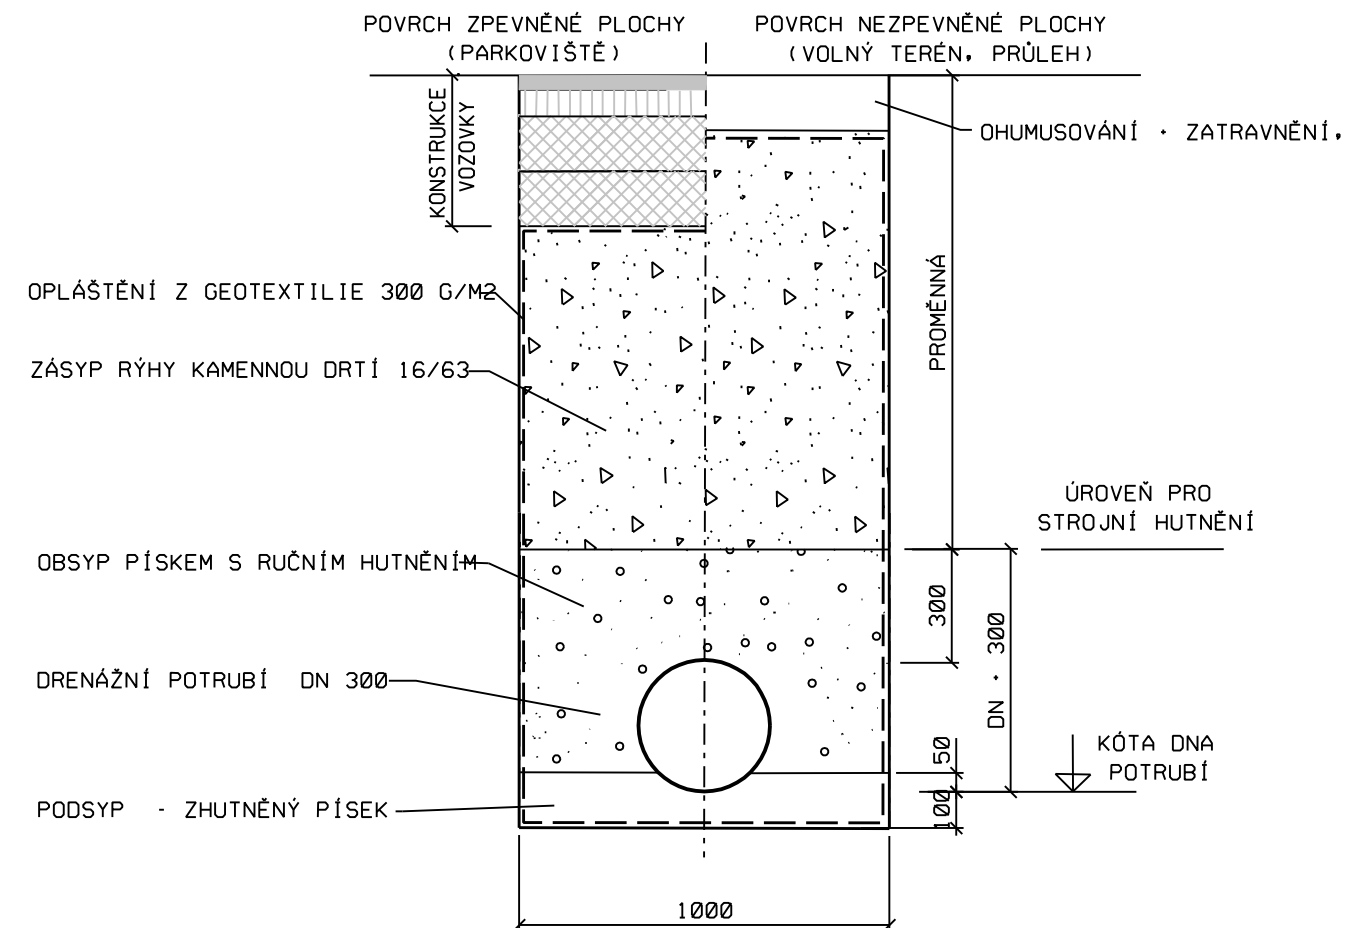 POVRCH ZPEVNĚNÉ PLOCHY
(PARKOVIŠTĚ)
POVRCH NEZPEVNĚNÉ PLOCHY
(VOLNÝ TERÉN, PRŮLEH)
KONSTRUKCE
VOZOVKY
OHUMUSOVÁNÍ + ZATRAVNĚNÍ,
OPLÁŠTĚNÍ Z GEOTEXTILIE 300 G/M2
PROMĚNNÁ
ZÁSYP RÝHY KAMENNOU DRTÍ 16/63
ÚROVEŇ PRO
STROJNÍ HUTNĚNÍ
OBSYP PÍSKEM S RUČNÍM HUTNĚNÍM
300
DN + 300
DRENÁŽNÍ POTRUBÍ DN 300
50
KÓTA DNA
POTRUBÍ
100
PODSYP - ZHUTNĚNÝ PÍSEK
1000